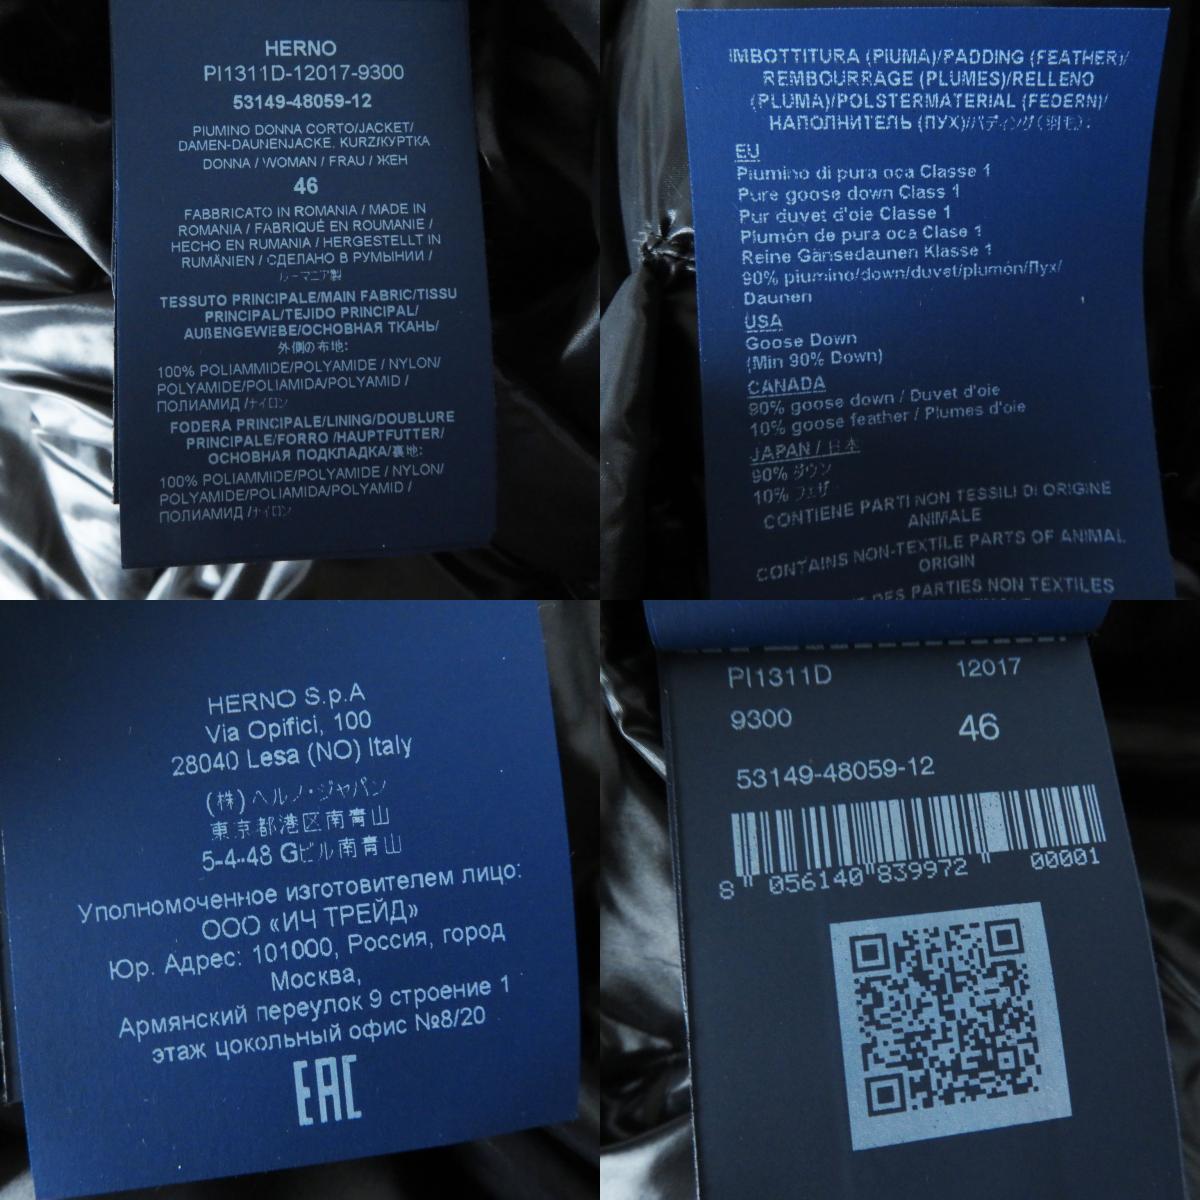 HERNO
PI1311D-12017-9300
53149-48059-12
PIUMINO DONNA CORTO/JACKET/
DAMEN-DAUNENJACKE, KURZ/КУРТКА
DONNA / WOMAN / FRAU / ЖЕН
46
FABBRICATO IN ROMANIA / MADE IN
ROMANIA / FABRIQUÉ EN ROUMANIE /
HECHO EN RUMANIA / HERGESTELLT IN
RUMÄNIEN / СДЕЛАНО В РУМЫНИИ /
ルーマニア製
TESSUTO PRINCIPALE/MAIN FABRIC/TISSU
PRINCIPAL/TEJIDO PRINCIPAL/
AUßENGEWEBE/ОСНОВНАЯ ТКАНЬ/
外側の布地:
100% POLIAMMIDE/POLYAMIDE / NYLON/
POLYAMIDE/POLIAMIDA/POLYAMID /
ПОЛИАМИД /ナイロン
FODERA PRINCIPALE/LINING/DOUBLURE
PRINCIPALE/FORRO /HAUPTFUTTER/
ОСНОВНАЯ ПОДКЛАДКА/裏地:
100% POLIAMMIDE/POLYAMIDE / NYLON/
POLYAMIDE/POLIAMIDA/POLYAMID /
ПОЛИАМИД /ナイロン
IMBOTTITURA (PIUMA)/PADDING (FEATHER)/
REMBOURRAGE (PLUMES)/RELLENO
(PLUMA)/POLSTERMATERIAL (FEDERN)/
НАПОЛНИТЕЛЬ (ПУХ)/パディング(羽毛):
EU
Piumino di pura oca Classe 1
Pure goose down Class 1
Pur duvet d'oie Classe 1
Plumón de pura oca Clase 1
Reine Gänsedaunen Klasse 1
90% piumino/down/duvet/plumón/flyx/
Daunen
USA
Goose Down
(Min 90% Down)
CANADA
90% goose down / Duvet d'oie
10% goose feather / Plumes d'oie
JAPAN / 日本
90% ダウン
10% フェザ
CONTIENE PARTI NON TESSILI DI ORIGINE
ANIMALE
CONTAINS NON-TEXTILE PARTS OF ANIMAL
ORIGIN
DES PARTIES NON TEXTILES
HERNO S.p.A
Via Opifici, 100
28040 Lesa (NO) Italy
(株)ヘルノ・ジャパン
東京都港区南青山
5-4-48 Gビル南青山
Уполномоченное изготовителем лицо:
ООО «ИЧ ТРЕЙД»
Юр. Адрес: 101000, Россия, город
Москва,
Армянский переулок 9 строение 1
этаж цокольный офис №8/20
EAC
PI1311D 12017
9300 46
53149-48059-12
8 056140 839972 00001